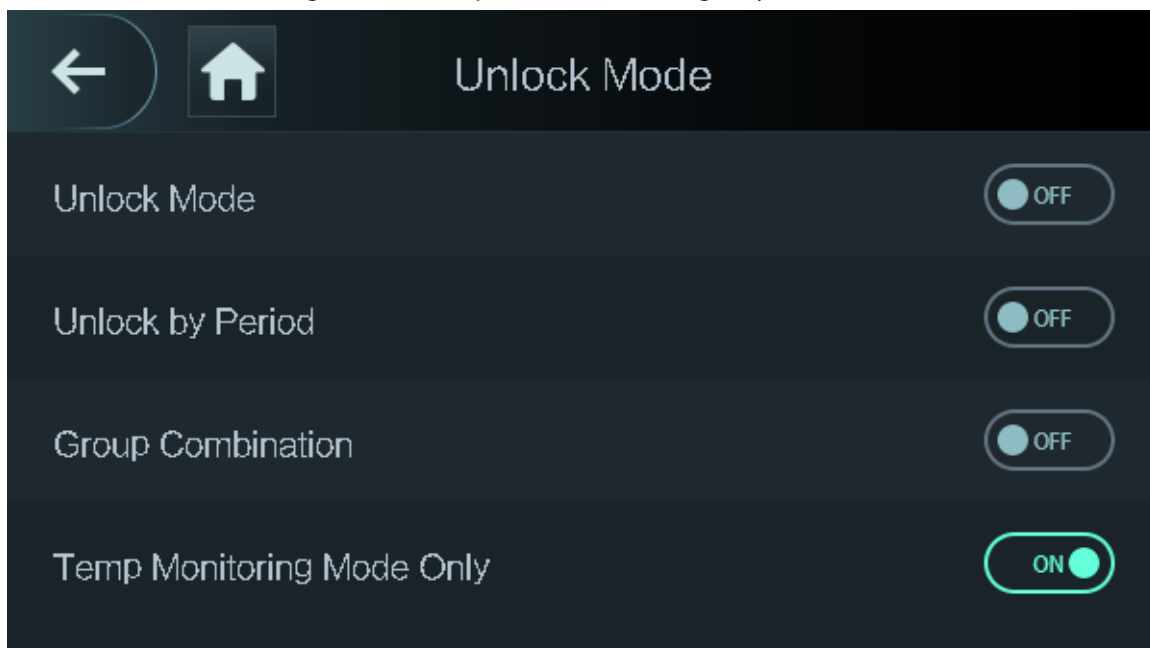 Unlock Mode
Unlock Mode OFF
Unlock by Period OFF
Group Combination OFF
Temp Monitoring Mode Only ON